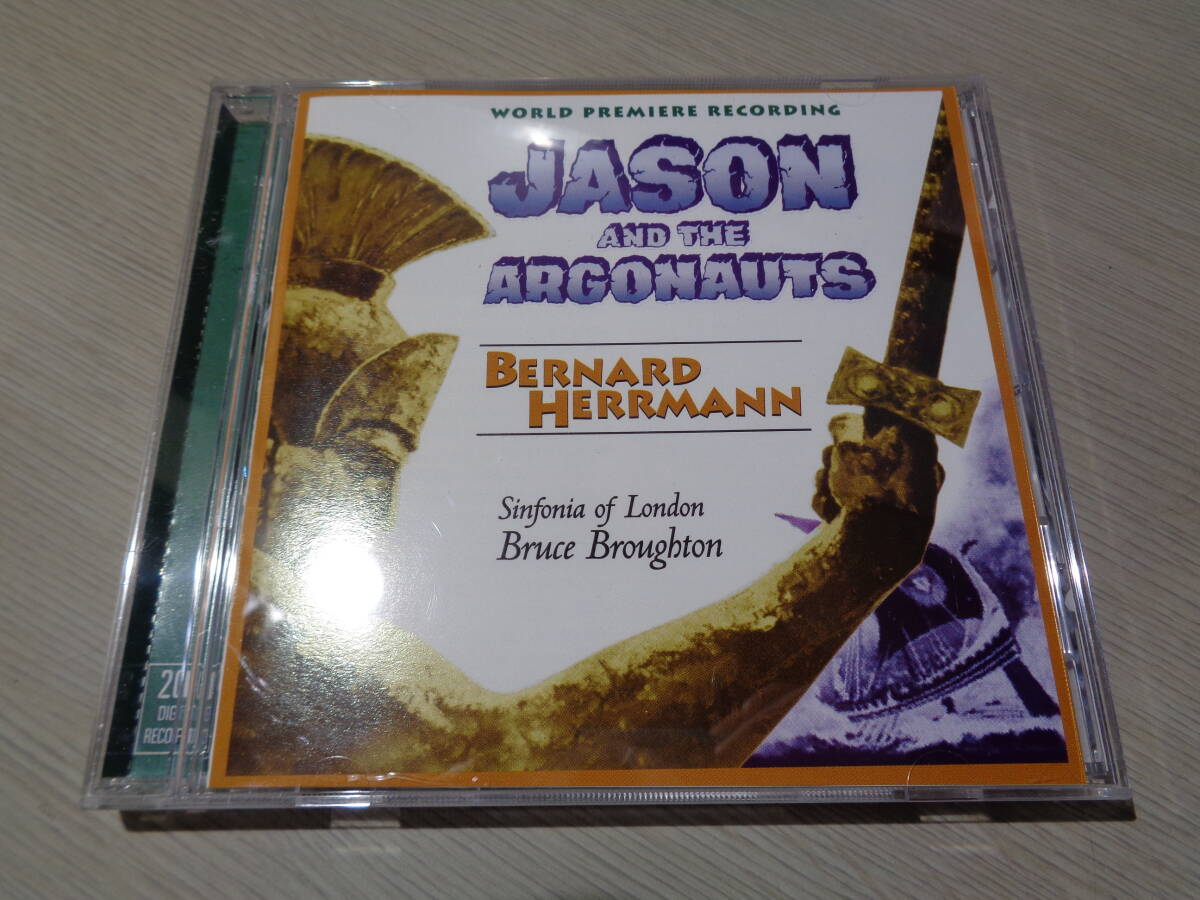 WORLD PREMIERE RECORDING
JASON
AND THE
ARGONAUTS
BERNARD
HERRMANN
Sinfonia of London
Bruce Broughton